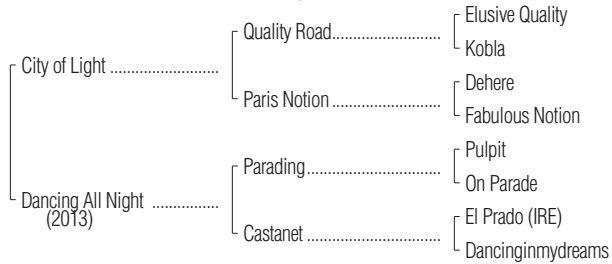 Elusive Quality
Quality Road
Kobla
City of Light
Dehere
Paris Notion
Fabulous Notion
Pulpit
Parading
On Parade
Dancing All Night
(2013)
El Prado (IRE)
Castanet
Dancinginmydreams